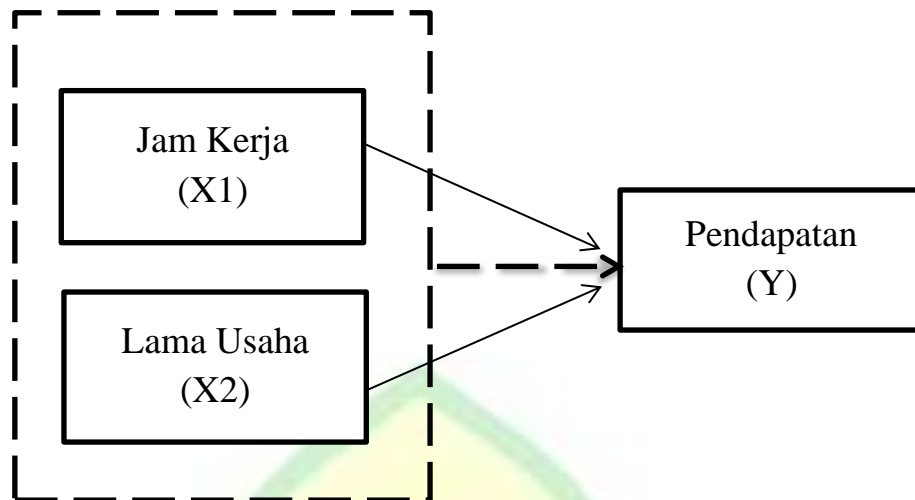 Jam Kerja
(X1)
Lama Usaha
(X2)
Pendapatan
(Y)